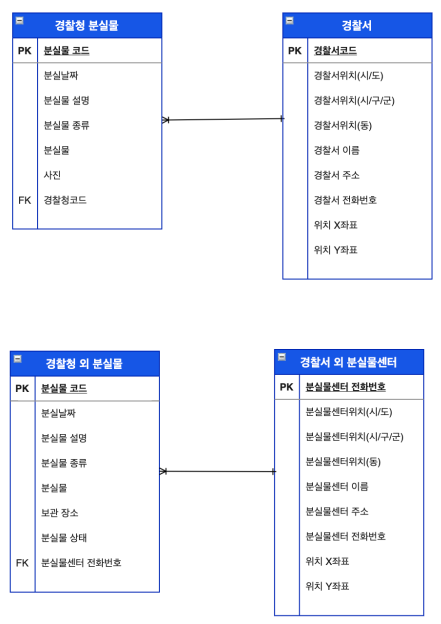 경찰청 분실물
PK 분실물 코드
분실날짜
분실물 설명
분실물 종류
분실물
사진
FK 경찰청코드
경찰서
PK 경찰서코드
경찰서위치(시/도)
경찰서위치(시/구/군)
경찰서위치(동)
경찰서 이름
경찰서 주소
경찰서 전화번호
위치 X좌표
위치 Y좌표
경찰청 외 분실물
PK 분실물 코드
분실날짜
분실물 설명
분실물 종류
분실물
보관 장소
분실물 상태
FK 분실물센터 전화번호
경찰서 외 분실물센터
PK 분실물센터 전화번호
분실물센터위치(시/도)
분실물센터위치(시/구/군)
분실물센터위치(동)
분실물센터 이름
분실물센터 주소
분실물센터 전화번호
위치 X좌표
위치 Y좌표